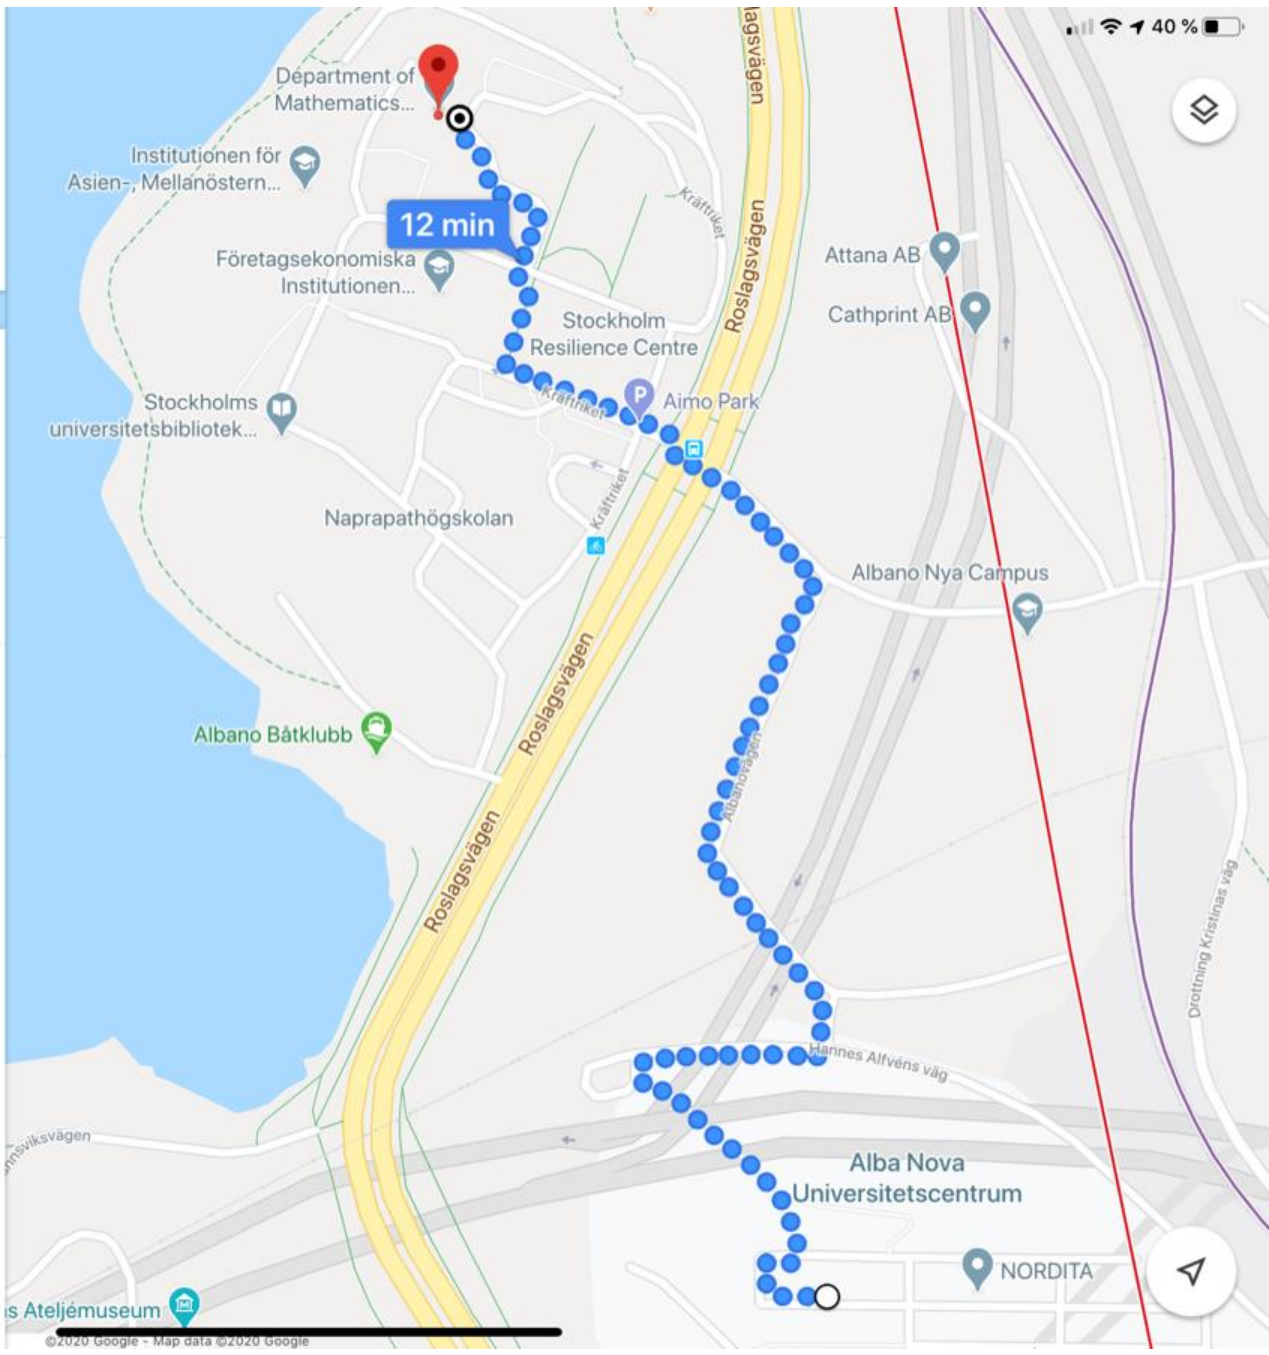 40 %
Roslagsvägen
Department of
Mathematics...
Institutionen för
Asien-, Mellanöstern...
Kräftriket
12 min
Företagsekonomiska
Institutionen...
Roslagsvägen
Attana AB
Cathprint AB
Stockholm
Resilience Centre
P
Aimo Park
Kräftriket
Stockholms
universitetsbibliotek...
Kräftriket
Naprapathögskolan
Albano Nya Campus
Roslagsvägen
Albano Båtklubb
Albanovägen
Roslagsvägen
Drottning Kristinas väg
Hannes Alfvéns väg
nnsviksvägen
Alba Nova
Universitetscentrum
NORDITA
s Ateljémuseum
©2020 Google - Map data ©2020 Google